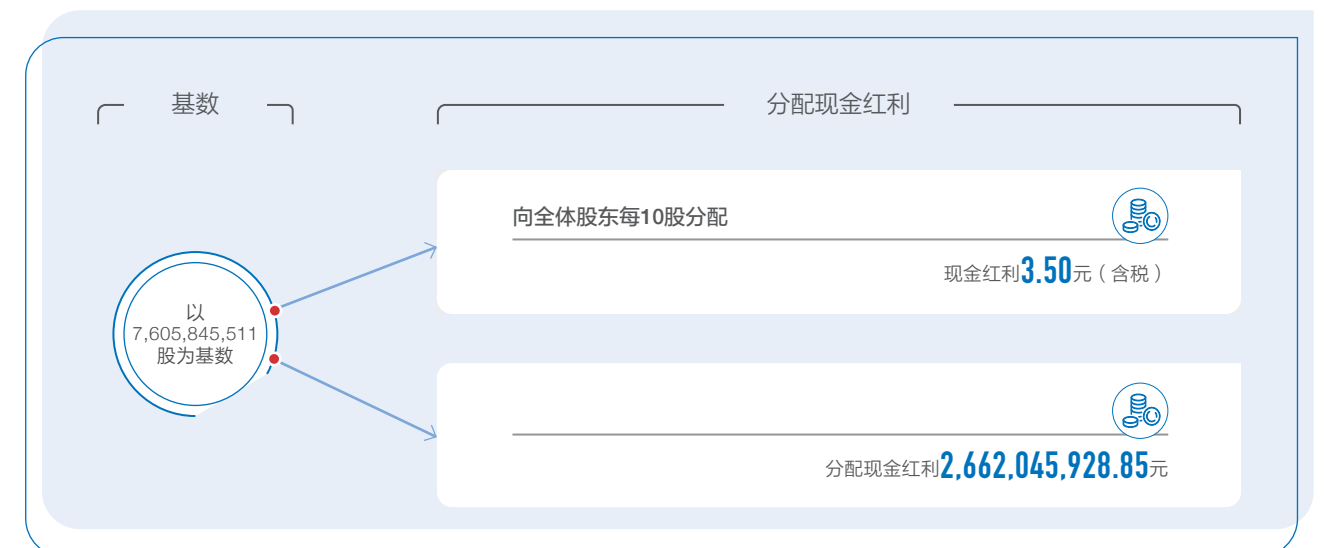 基数
分配现金红利
以
7,605,845,511
股为基数
向全体股东每10股分配
现金红利3.50元（含税）
分配现金红利2,662,045,928.85元